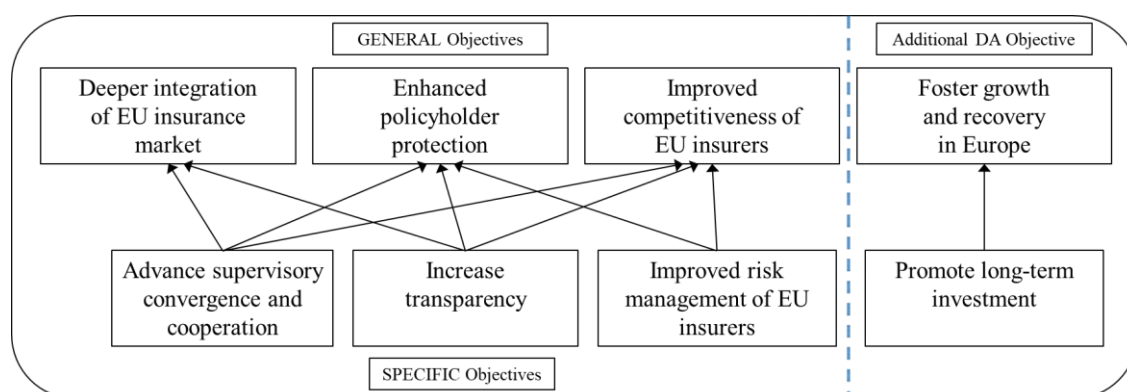 GENERAL Objectives
Additional DA Objective
Deeper integration
of EU insurance
market
Enhanced
policyholder
protection
Improved
competitiveness of
EU insurers
Foster growth
and recovery
in Europe
Advance supervisory
convergence and
cooperation
Increase
transparency
Improved risk
management of EU
insurers
Promote long-term
investment
SPECIFIC Objectives